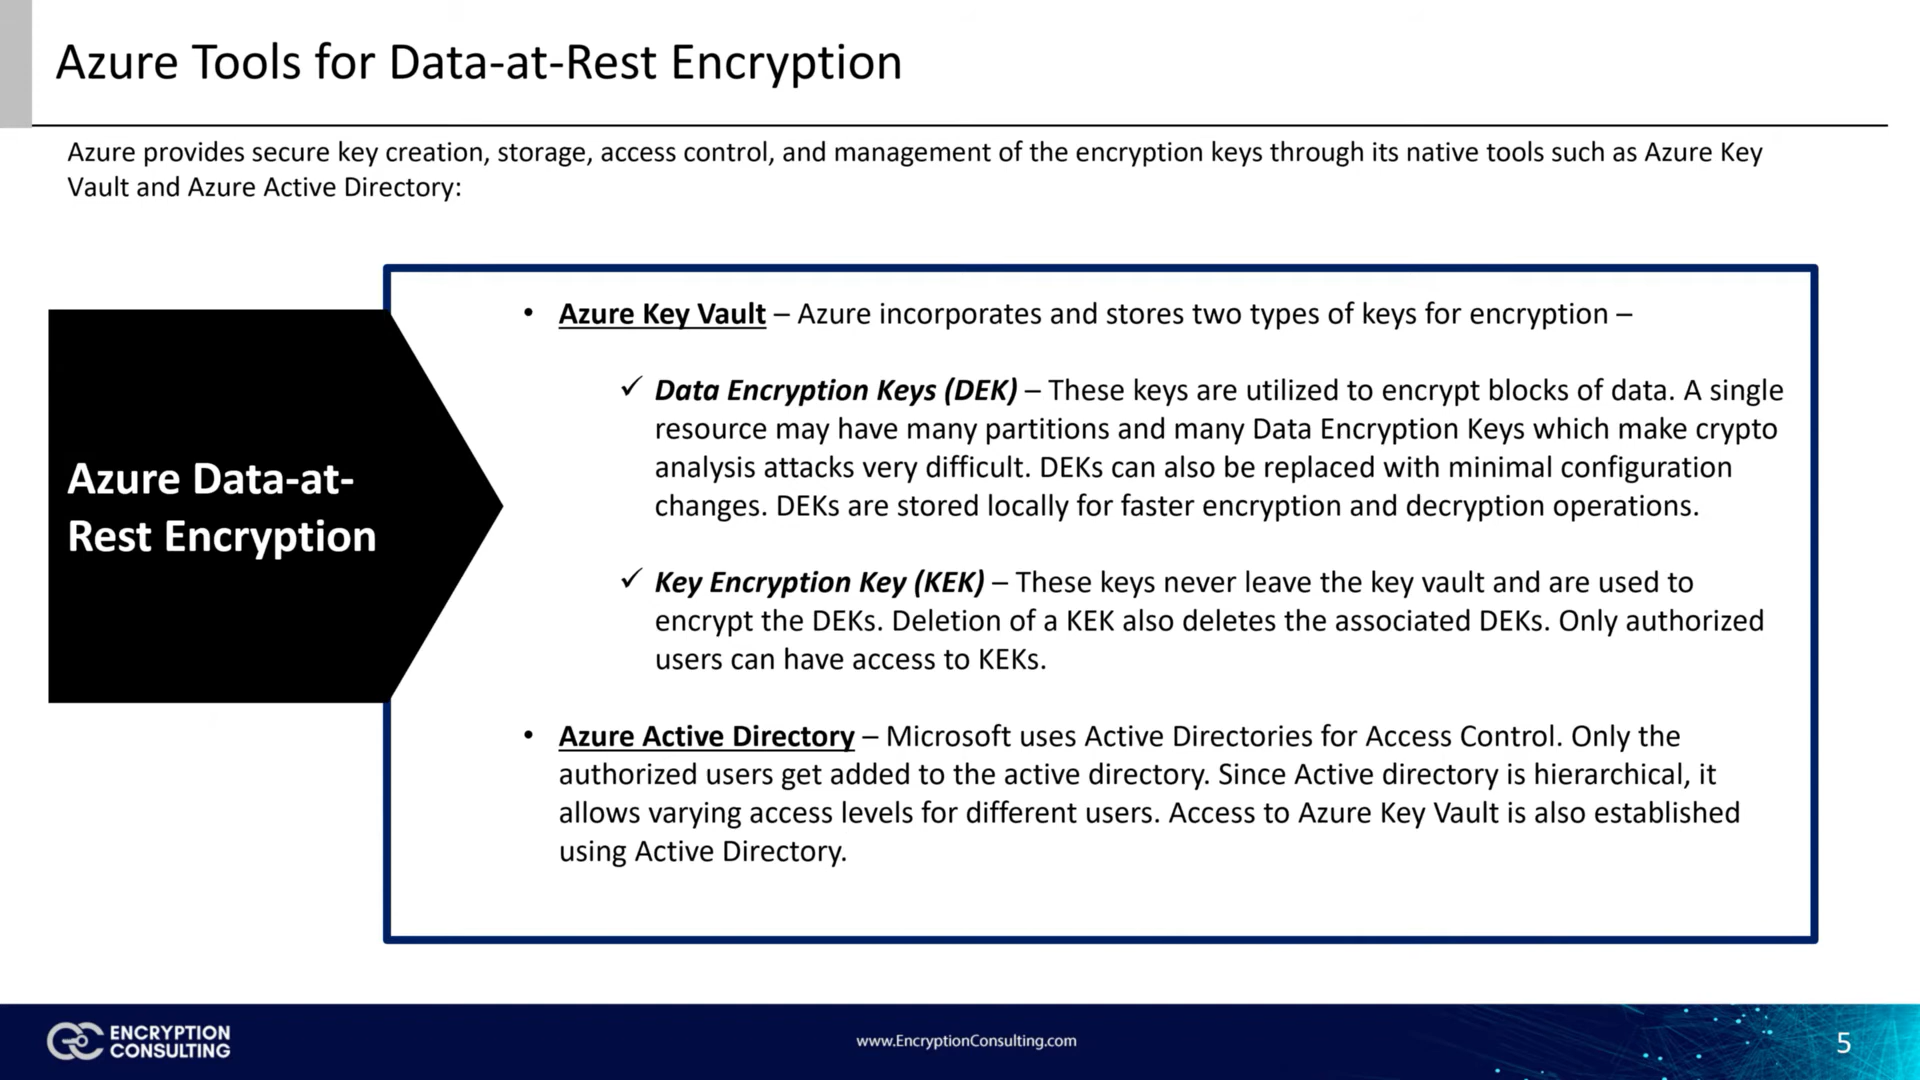 Azure Tools for Data-at-Rest Encryption
Azure provides secure key creation, storage, access control, and management of the encryption keys through its native tools such as Azure Key
Vault and Azure Active Directory:
Azure Data-at-
Rest Encryption
• Azure Key Vault – Azure incorporates and stores two types of keys for encryption –
✓ Data Encryption Keys (DEK) – These keys are utilized to encrypt blocks of data. A single
resource may have many partitions and many Data Encryption Keys which make crypto
analysis attacks very difficult. DEKs can also be replaced with minimal configuration
changes. DEKs are stored locally for faster encryption and decryption operations.
✓ Key Encryption Key (KEK) – These keys never leave the key vault and are used to
encrypt the DEKs. Deletion of a KEK also deletes the associated DEKs. Only authorized
users can have access to KEKs.
• Azure Active Directory – Microsoft uses Active Directories for Access Control. Only the
authorized users get added to the active directory. Since Active directory is hierarchical, it
allows varying access levels for different users. Access to Azure Key Vault is also established
using Active Directory.
ENCRYPTION
CONSULTING
www.EncryptionConsulting.com
5